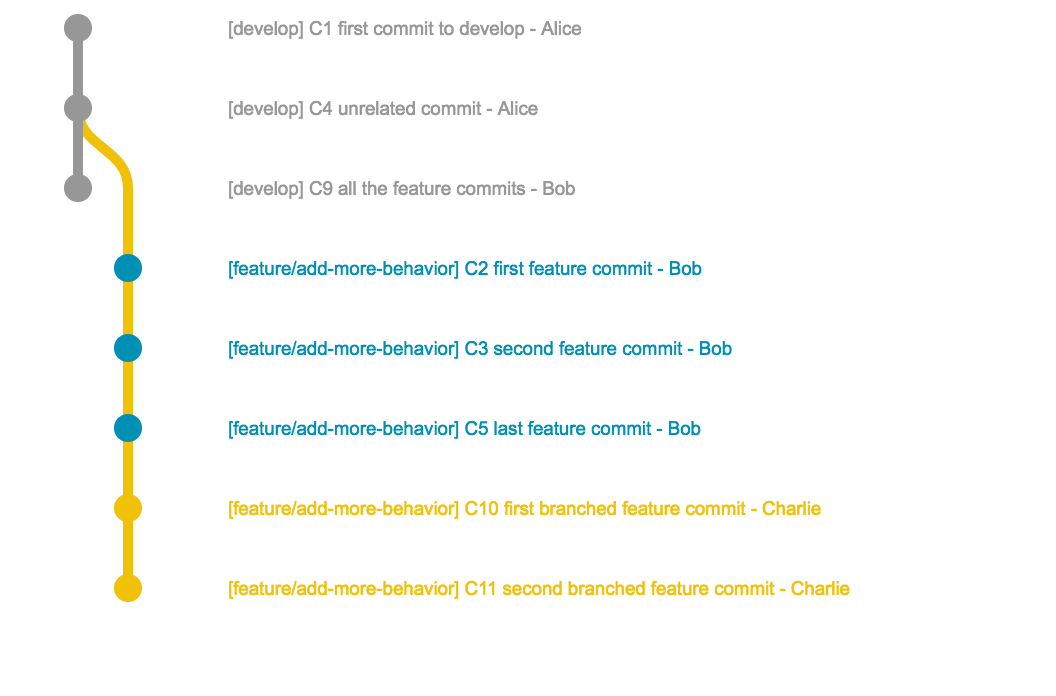 [develop] C1 first commit to develop - Alice
[develop] C4 unrelated commit - Alice
[develop] C9 all the feature commits - Bob
[feature/add-more-behavior] C2 first feature commit - Bob
[feature/add-more-behavior] C3 second feature commit - Bob
[feature/add-more-behavior] C5 last feature commit - Bob
[feature/add-more-behavior] C10 first branched feature commit - Charlie
[feature/add-more-behavior] C11 second branched feature commit - Charlie